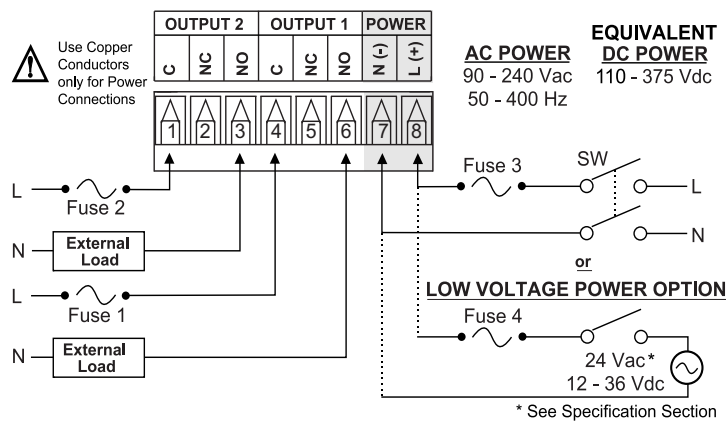 OUTPUT 2 OUTPUT 1 POWER
C NC NO C NC NO N (-) L (+)
1 2 3 4 5 6 7 8
Use Copper
Conductors
only for Power
Connections
AC POWER
90 - 240 Vac
50 - 400 Hz
EQUIVALENT
DC POWER
110 - 375 Vdc
L
Fuse 2
N
External
Load
L
Fuse 1
N
External
Load
Fuse 3
SW
L
N
or
LOW VOLTAGE POWER OPTION
Fuse 4
24 Vac*
12 - 36 Vdc
* See Specification Section